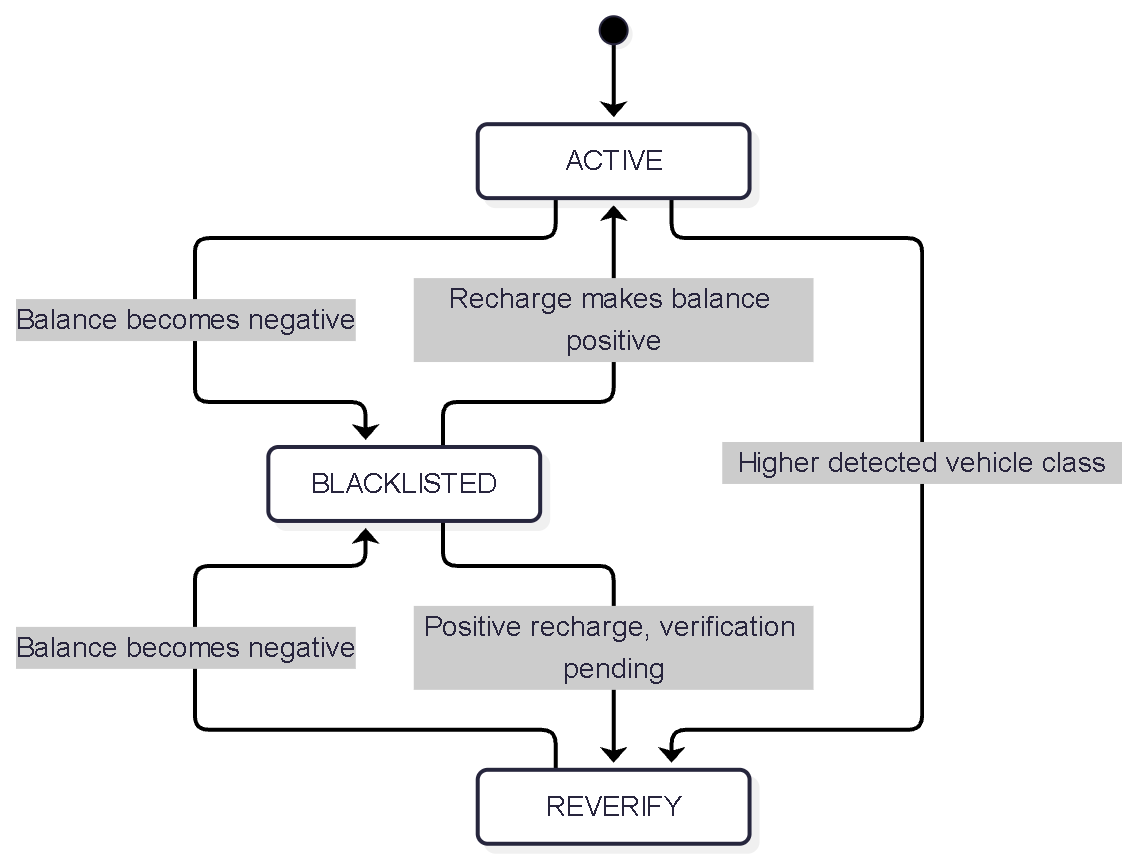 ACTIVE
Balance becomes negative
Recharge makes balance
positive
Higher detected vehicle class
BLACKLISTED
Balance becomes negative
Positive recharge, verification
pending
REVERIFY